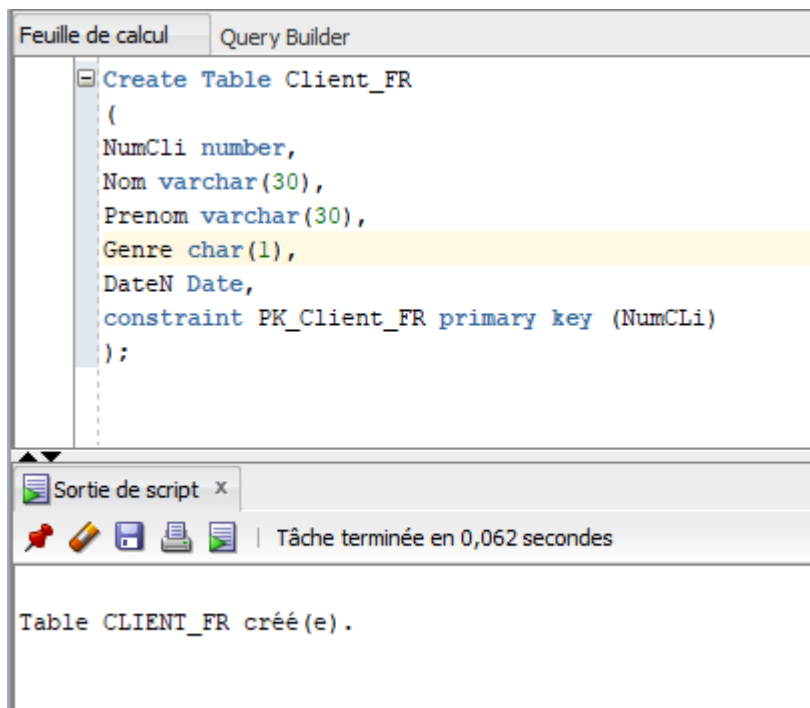 Feuille de calcul Query Builder
Create Table Client_FR
(
NumCli number,
Nom varchar(30),
Prenom varchar(30),
Genre char(1),
DateN Date,
constraint PK_Client_FR primary key (NumCLi)
);
Sortie de script x
Tâche terminée en 0,062 secondes
Table CLIENT_FR créé(e).